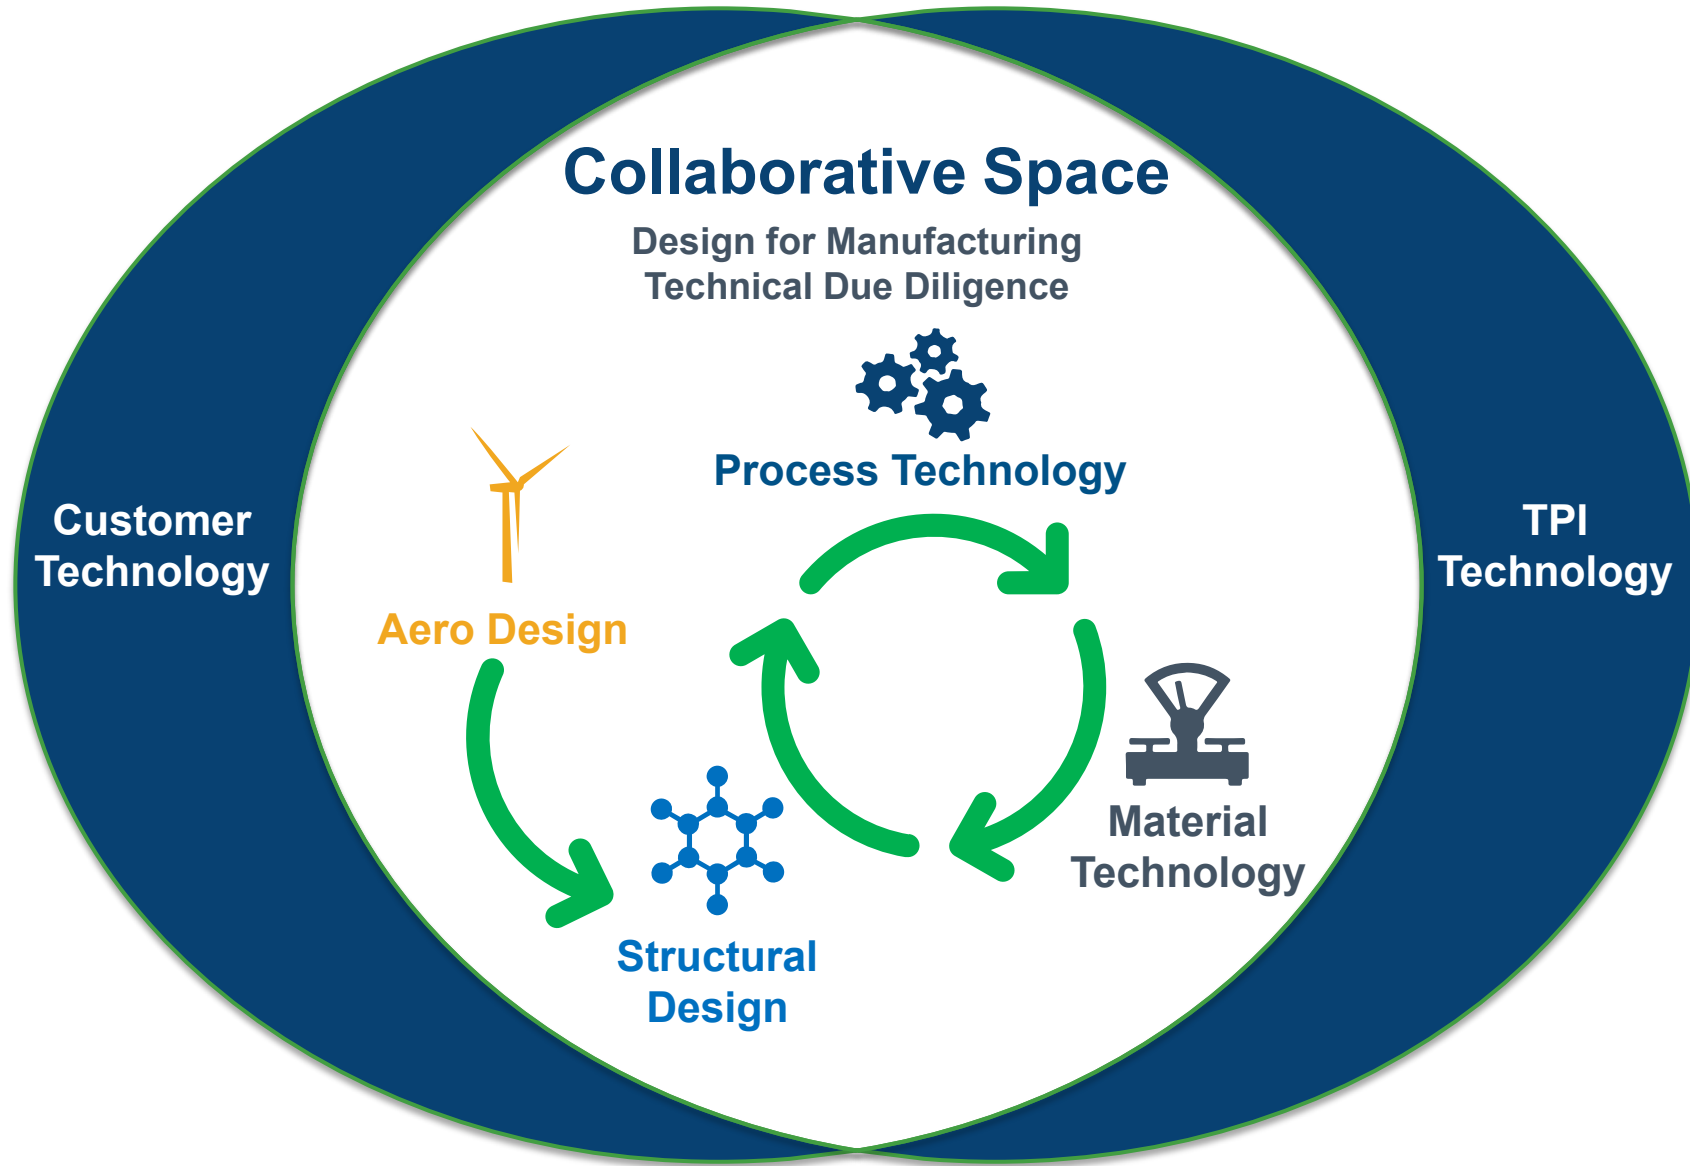 Collaborative Space
Design for Manufacturing
Technical Due Diligence
Process Technology
Customer
Technology
TPI
Technology
Aero Design
Material
Technology
Structural
Design